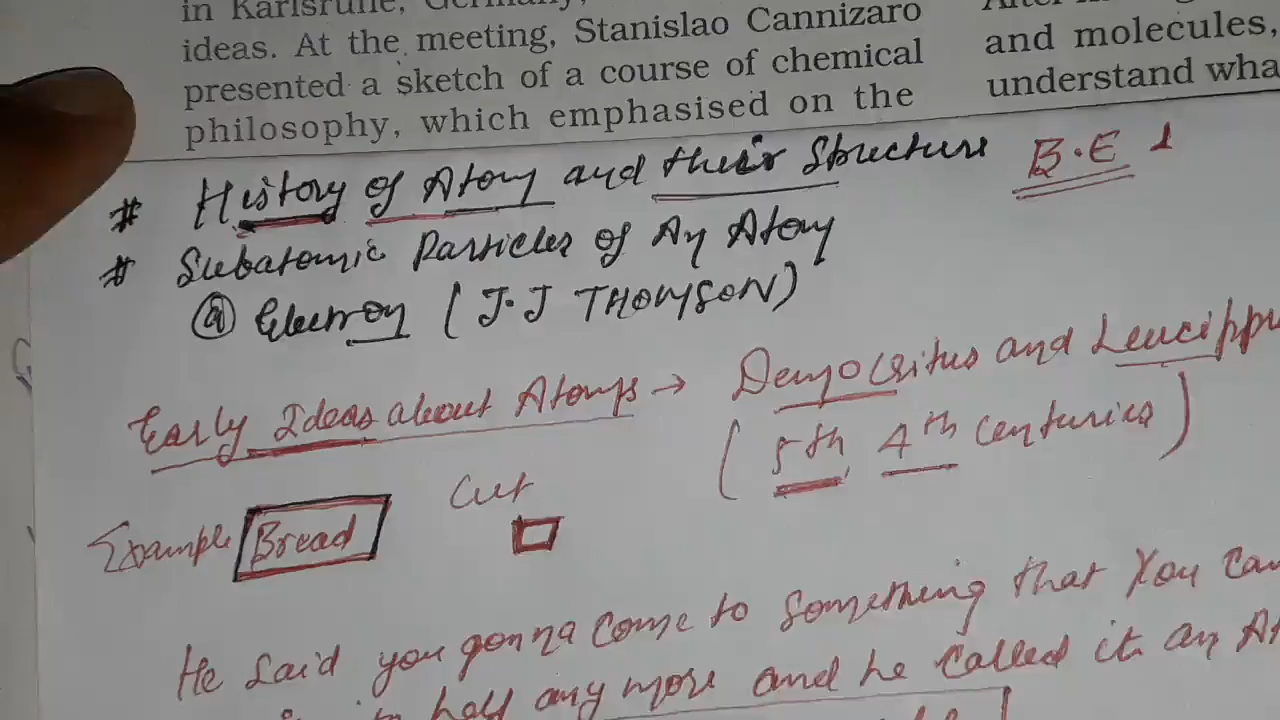 in Karlsruhe, Germany,
ideas. At the meeting, Stanislao Cannizaro
presented a sketch of a course of chemical
philosophy, which emphasised on the
and molecules,
understand wha
# History of Atom and their Structure B.E 1
# Subatomic Particles of An Atom
@ Electron ( J.J THOMSON)
Early Ideas about Atoms → Democritus and Leucippu
( 5th, 4th centuries )
Cut
Example Bread
He said you gonna come to something that you can
half any more and he called it an At